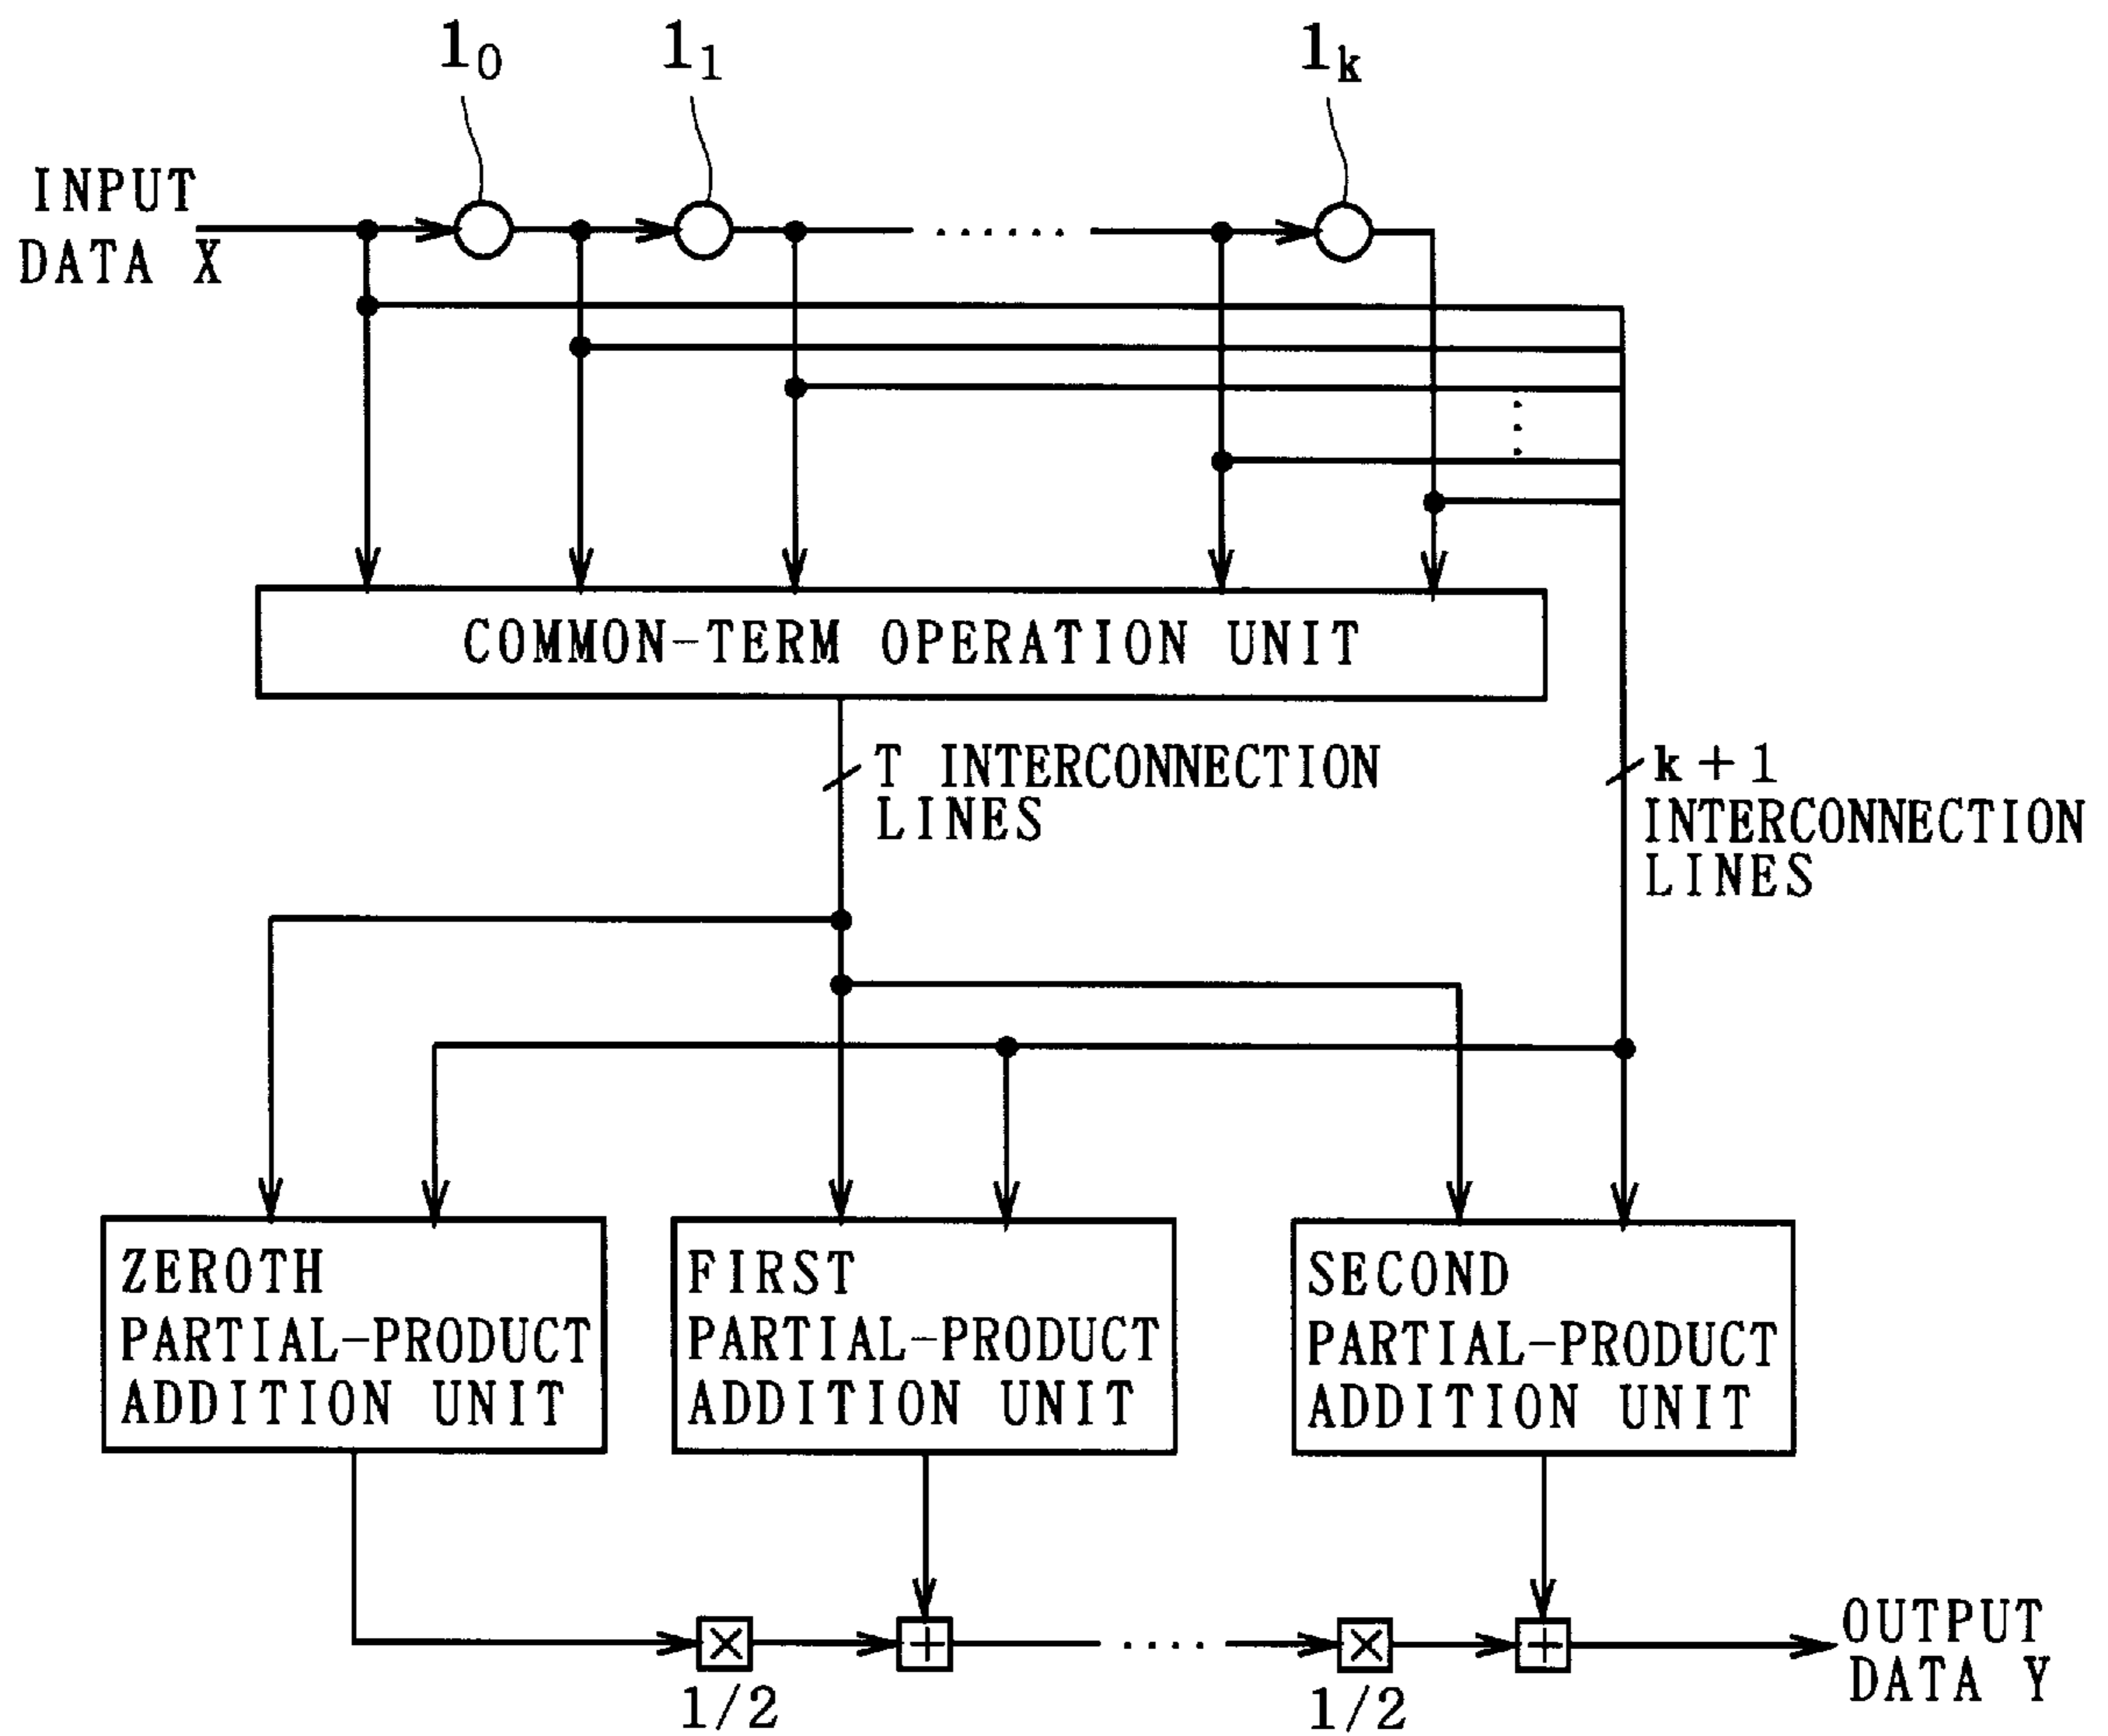 1₀ 1₁ 1ₖ
INPUT
DATA X
COMMON-TERM OPERATION UNIT
T INTERCONNECTION
LINES
k+1
INTERCONNECTION
LINES
ZEROTH
PARTIAL-PRODUCT
ADDITION UNIT
FIRST
PARTIAL-PRODUCT
ADDITION UNIT
SECOND
PARTIAL-PRODUCT
ADDITION UNIT
1/2
1/2
OUTPUT
DATA Y